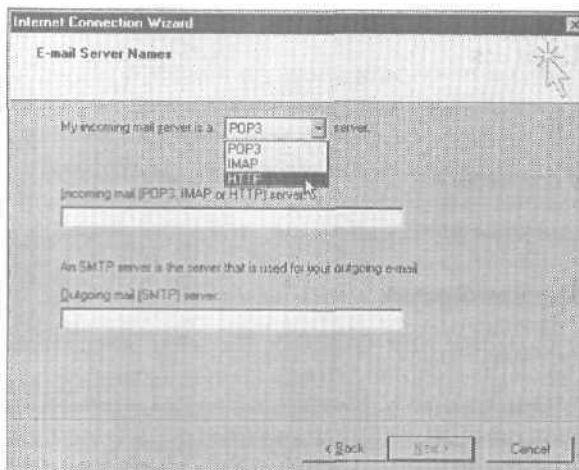 Internet Connection Wizard
E-mail Server Names
My incoming mail server is a POP3 server.
POP3
IMAP
HTTP
Incoming mail (POP3, IMAP or HTTP) server:
An SMTP server is the server that is used for your outgoing e-mail
Outgoing mail (SMTP) server:
< Back Next > Cancel